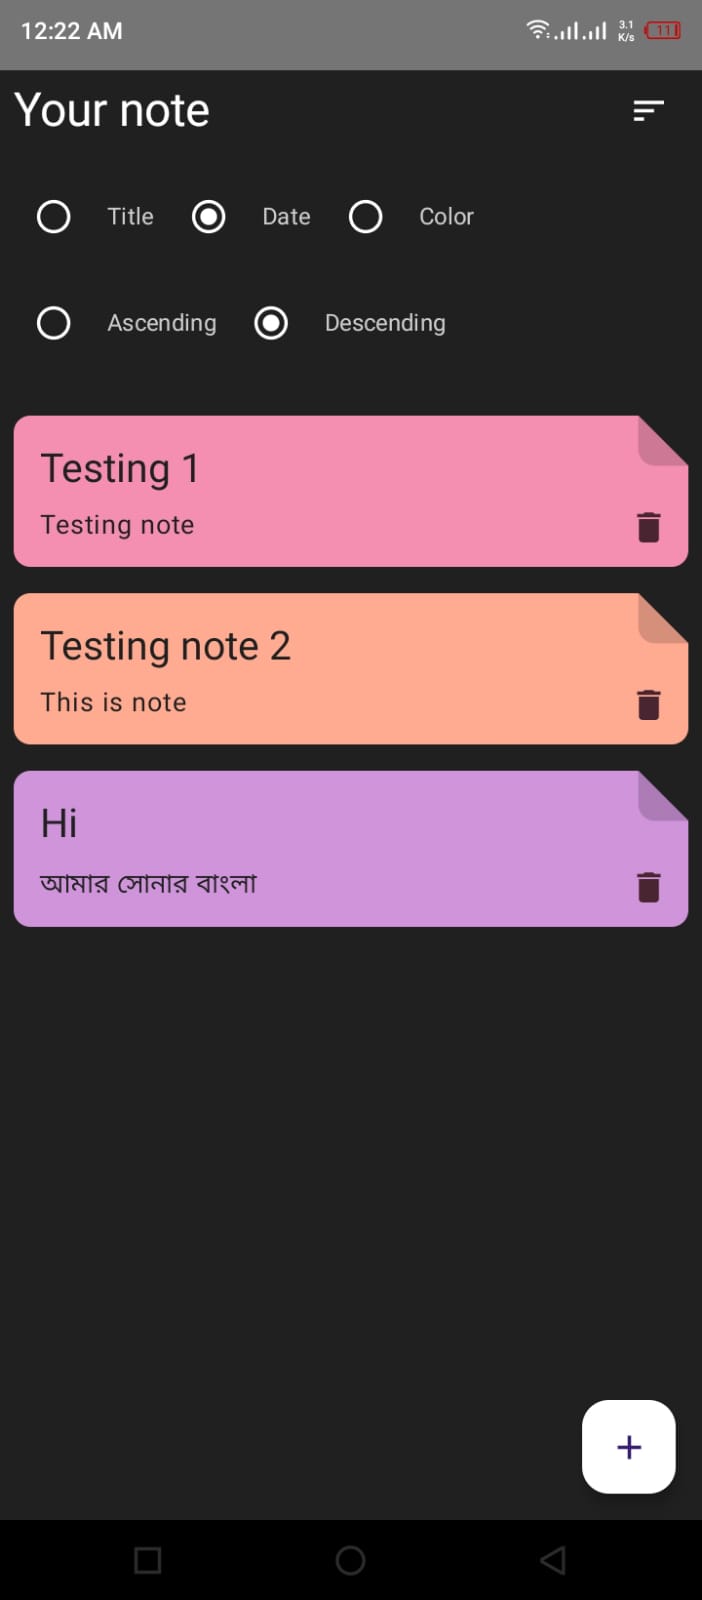 12:22 AM
3.1
K/s
11
Your note
Title Date Color
Ascending Descending
Testing 1
Testing note
Testing note 2
This is note
Hi
আমার সোনার বাংলা